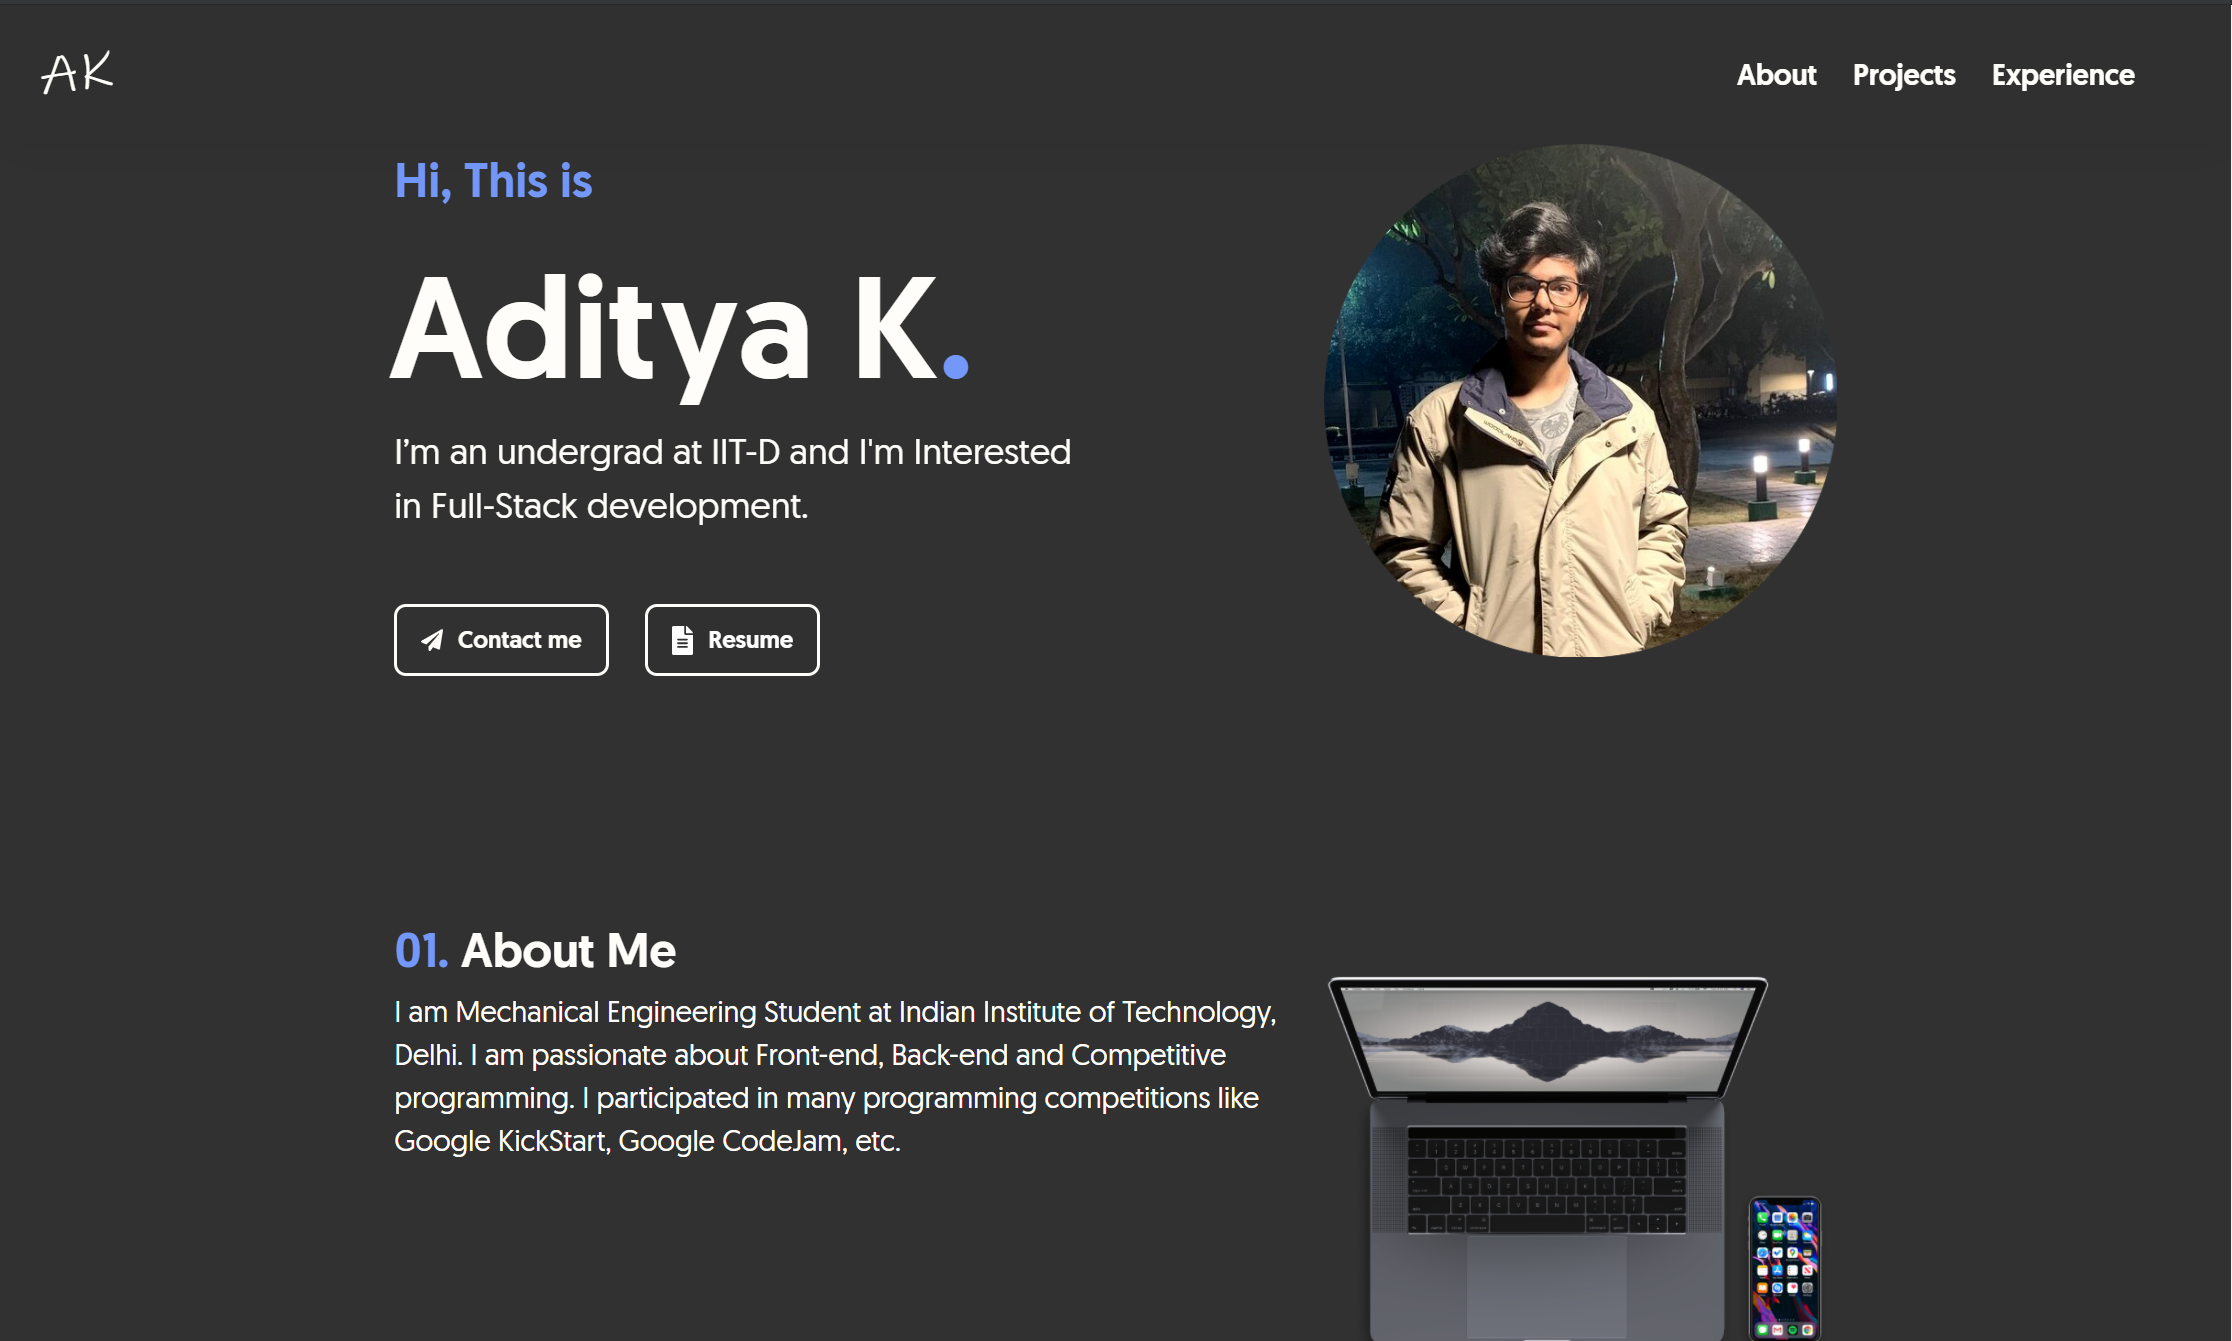 AK
About Projects Experience
Hi, This is
Aditya K.
I’m an undergrad at IIT-D and I'm Interested
in Full-Stack development.
Contact me Resume
01. About Me
I am Mechanical Engineering Student at Indian Institute of Technology,
Delhi. I am passionate about Front-end, Back-end and Competitive
programming. I participated in many programming competitions like
Google KickStart, Google CodeJam, etc.